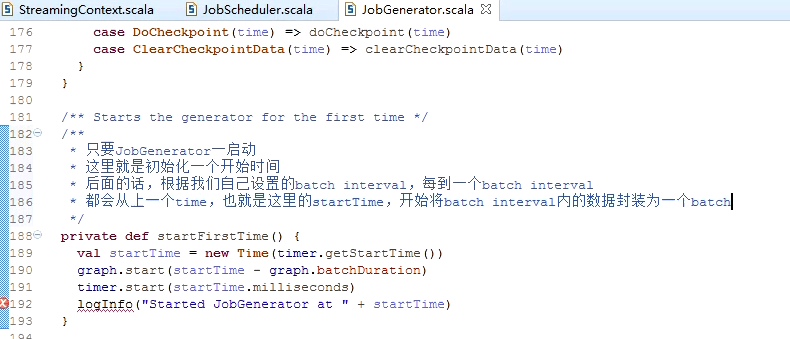 StreamingContext.scala JobScheduler.scala JobGenerator.scala
176 case DoCheckpoint(time) => doCheckpoint(time)
177 case ClearCheckpointData(time) => clearCheckpointData(time)
178 }
179 }
180
181 /** Starts the generator for the first time */
182 /**
183 * 只要JobGenerator一启动
184 * 这里就是初始化一个开始时间
185 * 后面的话，根据我们自己设置的batch interval，每到一个batch interval
186 * 都会从上一个time，也就是这里的startTime，开始将batch interval内的数据封装为一个batch
187 */
188 private def startFirstTime() {
189 val startTime = new Time(timer.getStartTime())
190 graph.start(startTime - graph.batchDuration)
191 timer.start(startTime.milliseconds)
192 logInfo("Started JobGenerator at " + startTime)
193 }
194